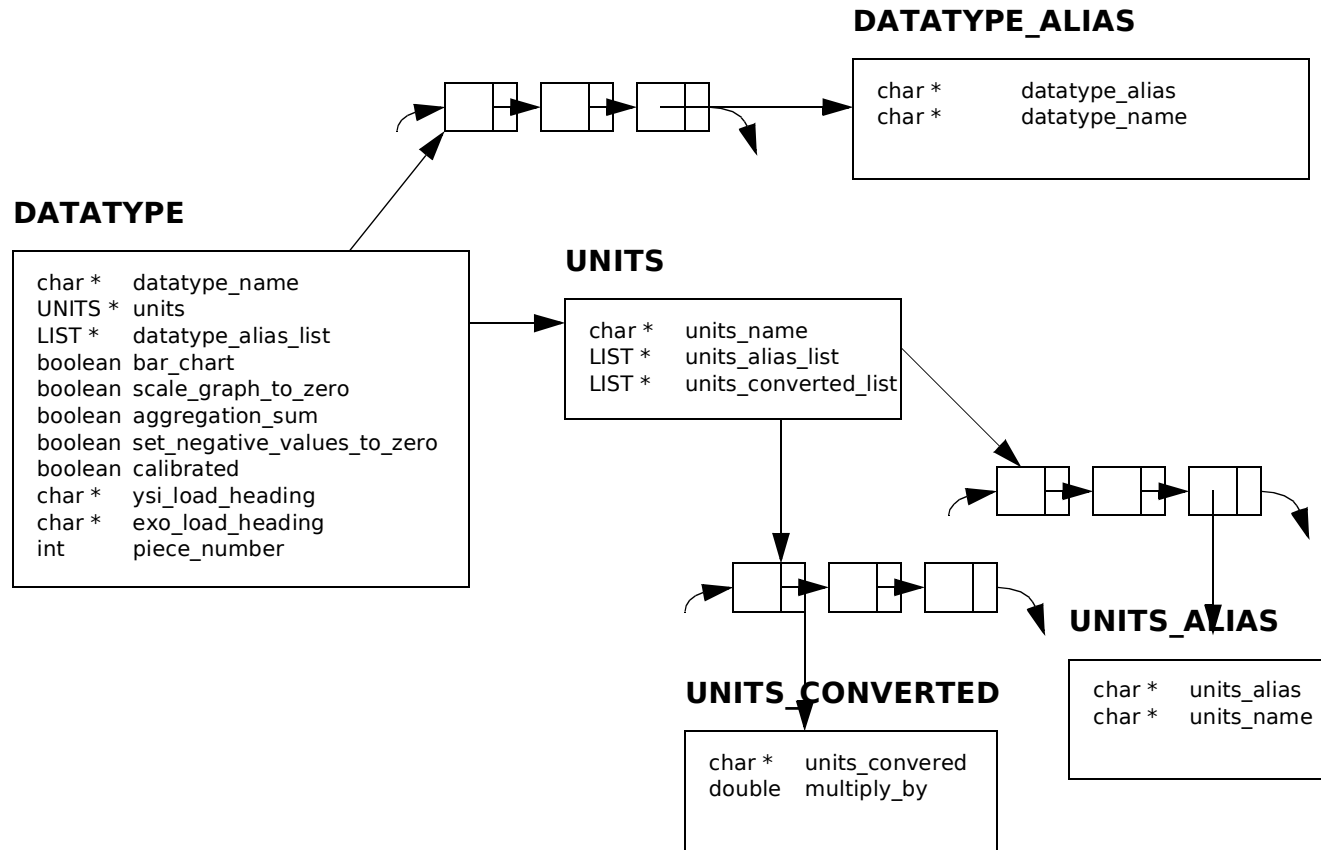 DATATYPE_ALIAS
char * datatype_alias
char * datatype_name
DATATYPE
char * datatype_name
UNITS * units
LIST * datatype_alias_list
boolean bar_chart
boolean scale_graph_to_zero
boolean aggregation_sum
boolean set_negative_values_to_zero
boolean calibrated
char * ysi_load_heading
char * exo_load_heading
int piece_number
UNITS
char * units_name
LIST * units_alias_list
LIST * units_converted_list
UNITS_ALIAS
char * units_alias
char * units_name
UNITS_CONVERTED
char * units_convered
double multiply_by